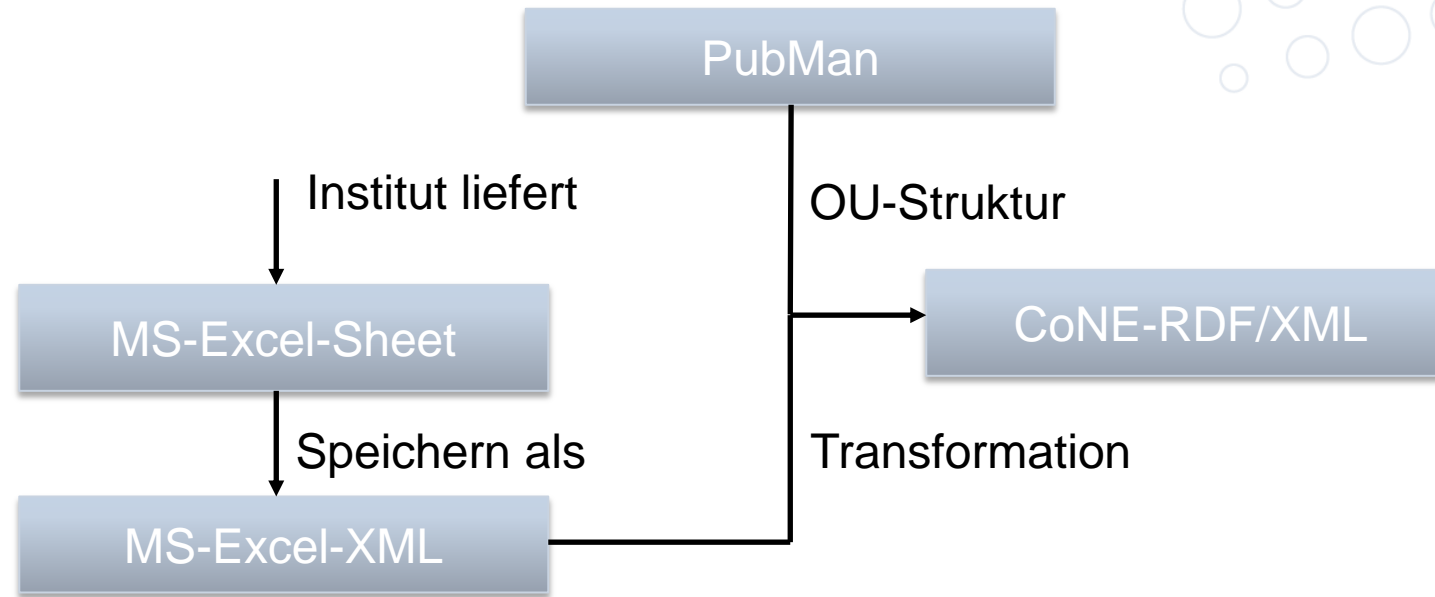 PubMan
Institut liefert
OU-Struktur
MS-Excel-Sheet
CoNE-RDF/XML
Speichern als
Transformation
MS-Excel-XML